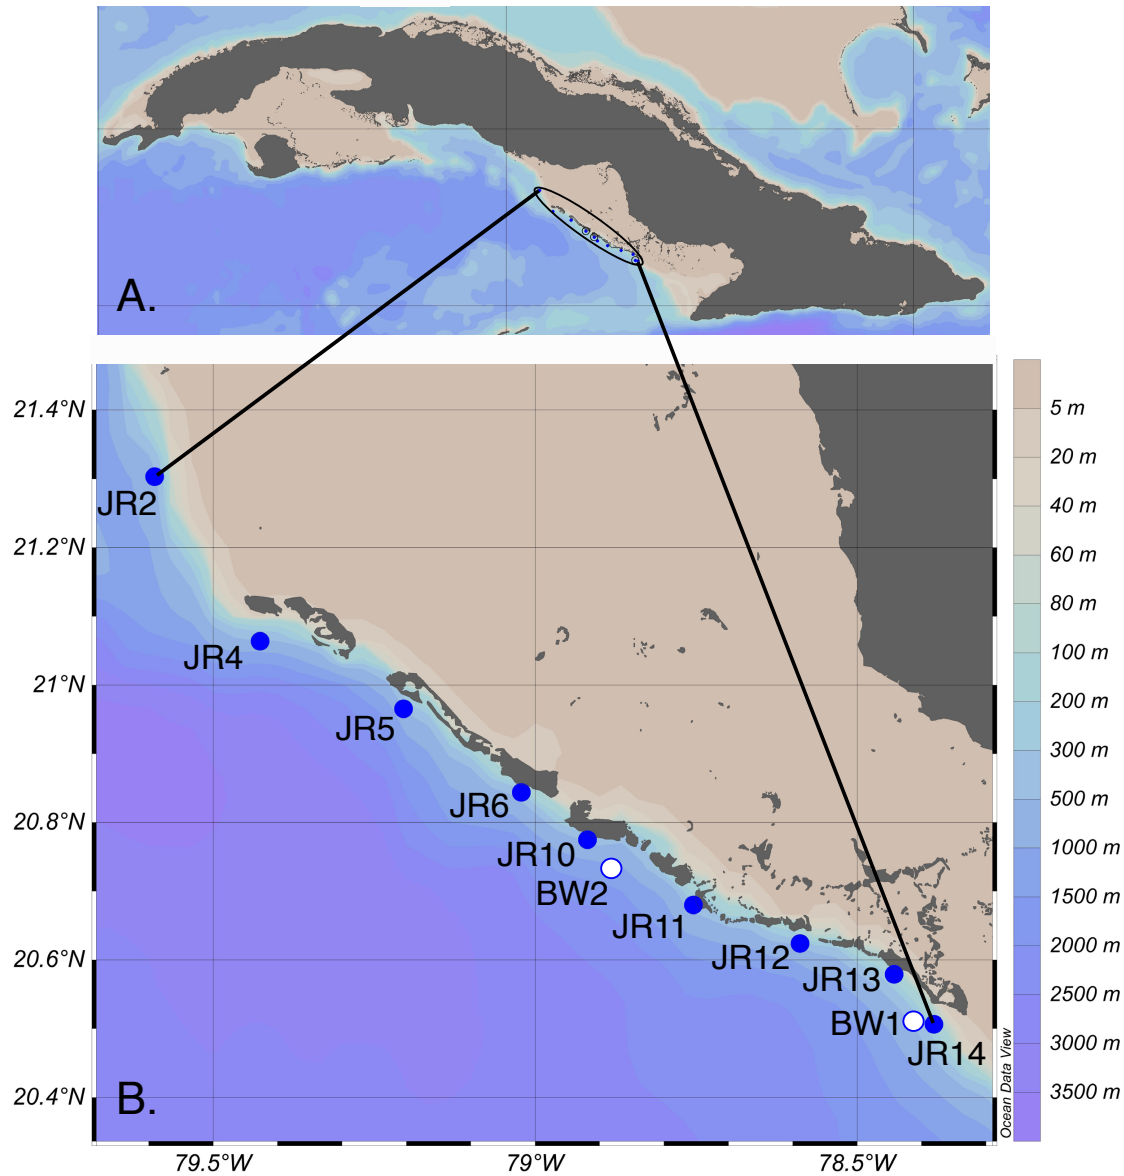 A.
21.4°N
21.2°N
21°N
20.8°N
20.6°N
20.4°N
JR2
JR4
JR5
JR6
JR10
BW2
JR11
JR12
JR13
BW1
JR14
B.
79.5°W
79°W
78.5°W
5 m
20 m
40 m
60 m
80 m
100 m
200 m
300 m
500 m
1000 m
1500 m
2000 m
2500 m
3000 m
3500 m
Ocean Data View